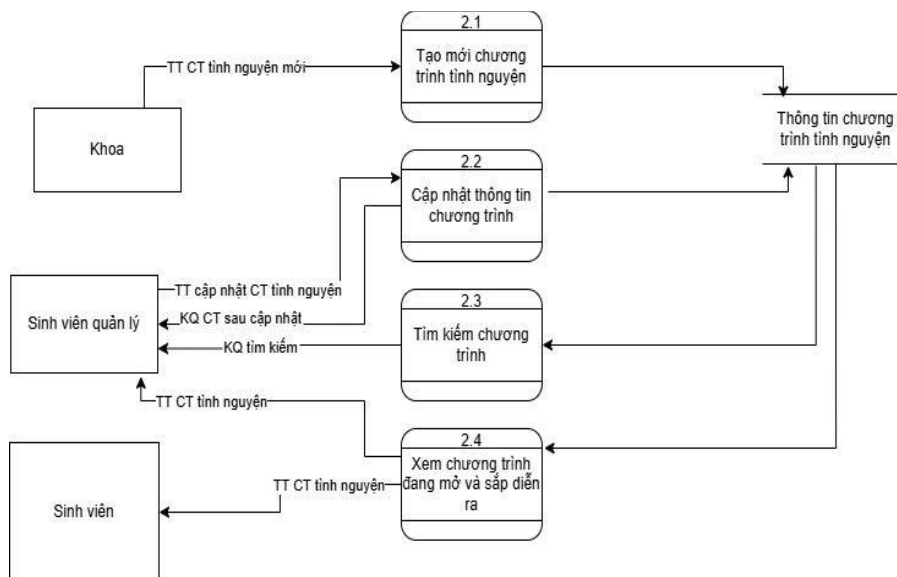 2.1
Tạo mới chương
trình tình nguyện
TT CT tình nguyện mới
Khoa
Thông tin chương
trình tình nguyện
2.2
Cập nhật thông tin
chương trình
TT cập nhật CT tình nguyện
Sinh viên quản lý
KQ CT sau cập nhật
2.3
Tìm kiếm chương
trình
KQ tìm kiếm
TT CT tình nguyện
2.4
Xem chương trình
đang mở và sắp diễn
ra
TT CT tình nguyện
Sinh viên